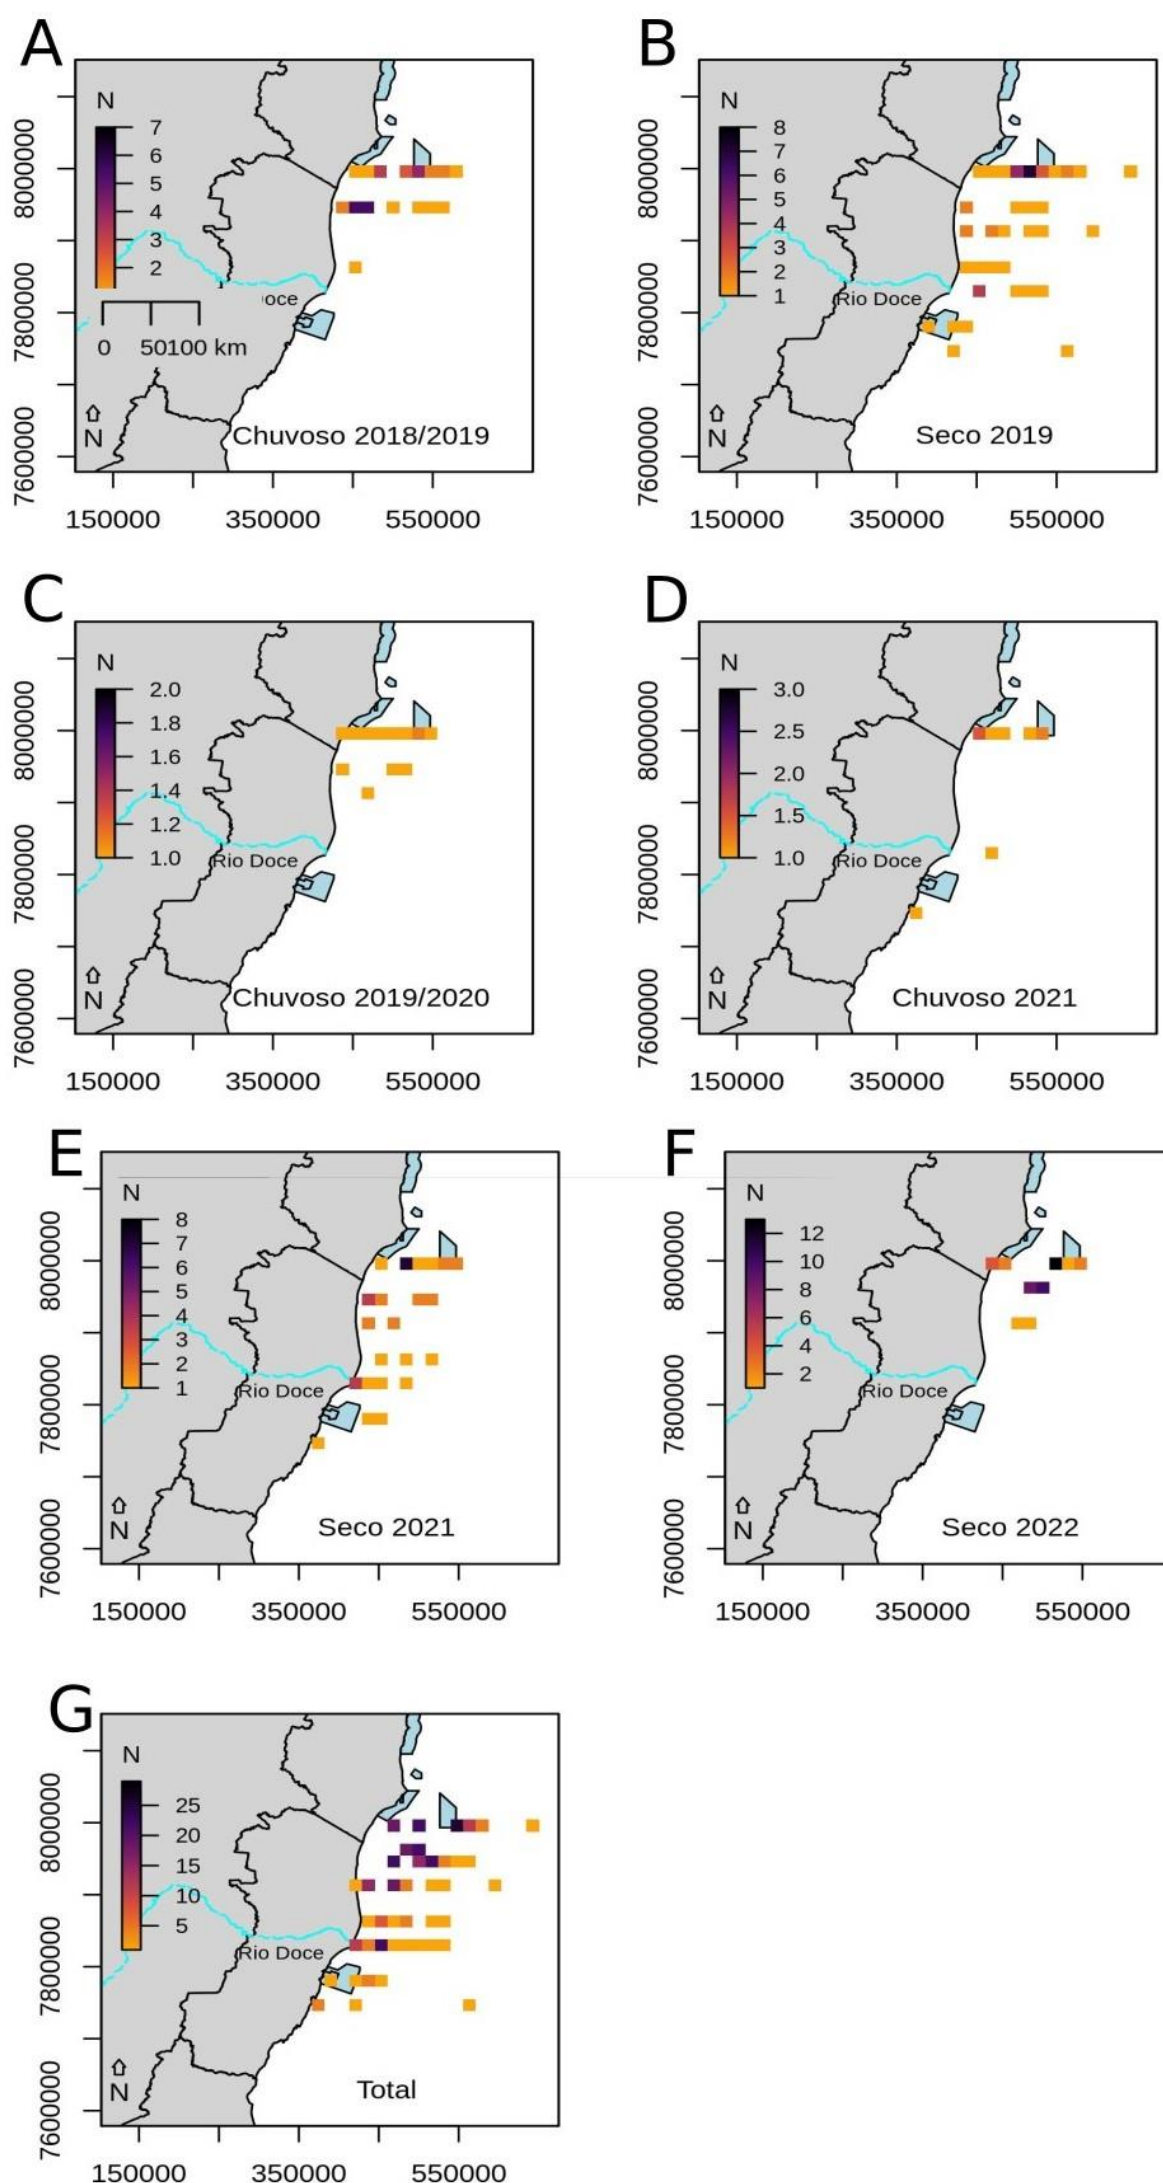 A
N
7
6
5
4
3
2
oce
0 50100 km
N
Chuvoso 2018/2019
8000000
7800000
7600000
150000 350000 550000
B
N
8
7
6
5
4
3
2
1
Rio Doce
N
Seco 2019
8000000
7800000
7600000
150000 350000 550000
C
N
2.0
1.8
1.6
1.4
1.2
1.0
Rio Doce
N
Chuvoso 2019/2020
8000000
7800000
7600000
150000 350000 550000
D
N
3.0
2.5
2.0
1.5
1.0
Rio Doce
N
Chuvoso 2021
8000000
7800000
7600000
150000 350000 550000
E
N
8
7
6
5
4
3
2
1
Rio Doce
N
Seco 2021
8000000
7800000
7600000
150000 350000 550000
F
N
12
10
8
6
4
2
Rio Doce
N
Seco 2022
8000000
7800000
7600000
150000 350000 550000
G
N
25
20
15
10
5
Rio Doce
N
Total
8000000
7800000
7600000
150000 350000 550000